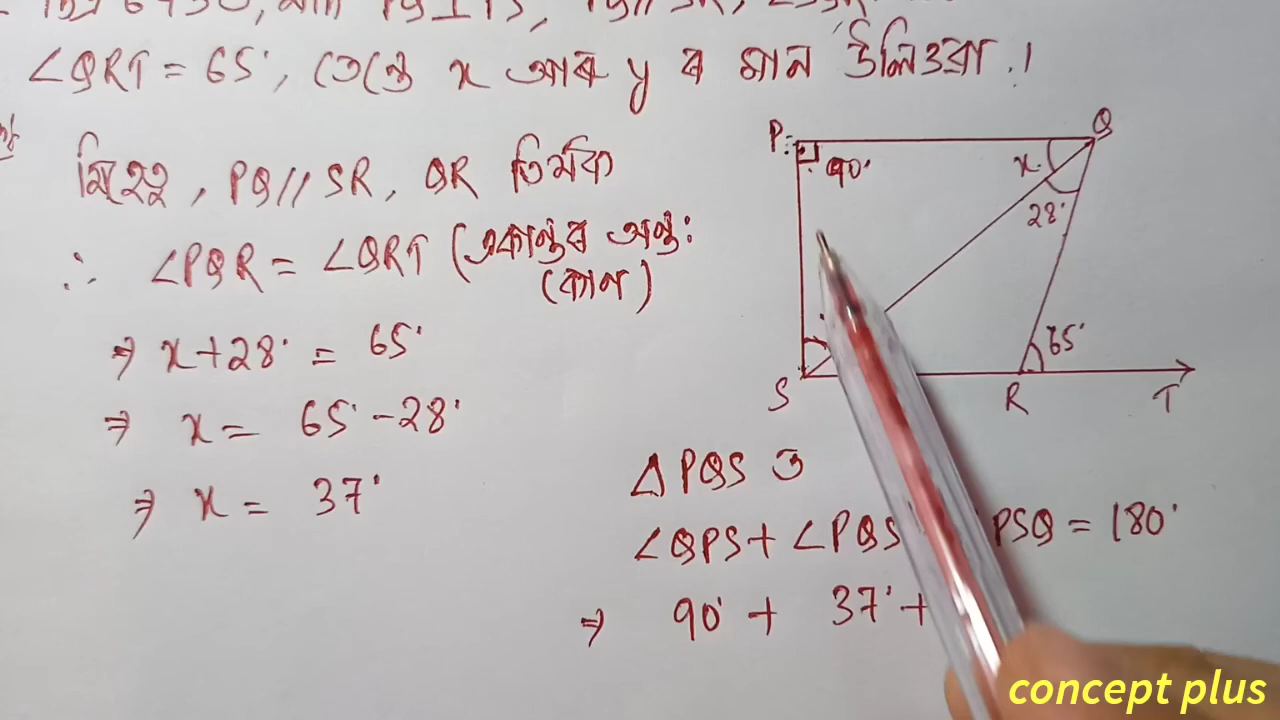 ∠QRT = 65°, তেন্তে x আৰু y ৰ মান উলিওৱা ।
যিহেতু, PQ//SR, QR তিৰ্যক
∴ ∠PQR = ∠QRT (একান্তৰ অন্তঃ
কোণ)
⇒ x+28° = 65°
⇒ x = 65° - 28°
⇒ x = 37°
P
Q
90°
x
28°
65°
S
R
T
Δ PQS ত
∠QPS + ∠PQS PSQ = 180°
⇒ 90° + 37° +
concept plus